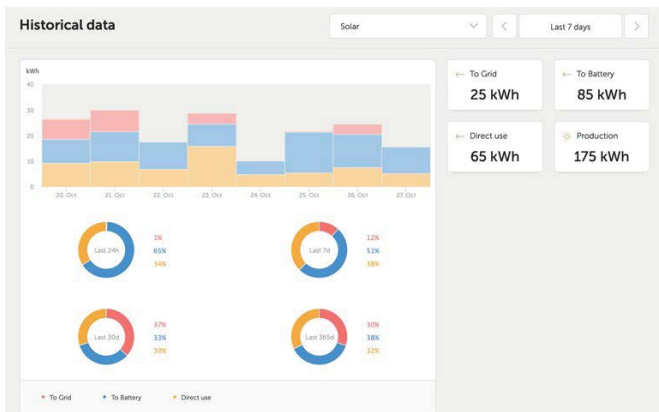 Historical data
Solar
Last 7 days
kWh
40
30
20
10
0
20. Oct
21. Oct
22. Oct
23. Oct
24. Oct
25. Oct
26. Oct
27. Oct
To Grid
25 kWh
To Battery
85 kWh
Direct use
65 kWh
Production
175 kWh
Last 24h
1%
65%
34%
Last 7d
12%
51%
38%
Last 30d
37%
33%
30%
Last 365d
30%
38%
32%
To Grid
To Battery
Direct use